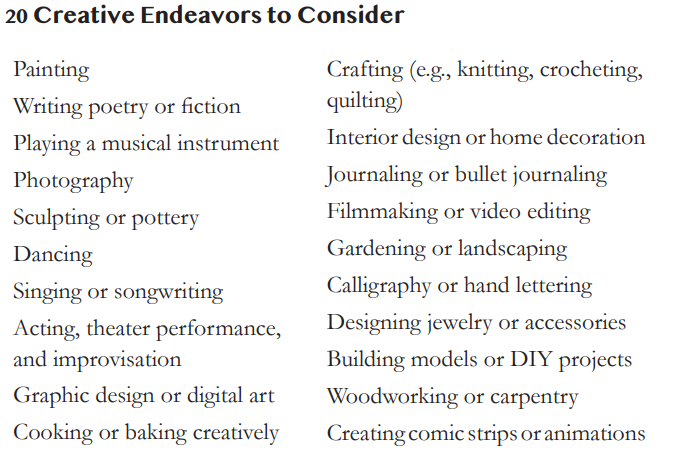 20 Creative Endeavors to Consider
Painting
Writing poetry or fiction
Playing a musical instrument
Photography
Sculpting or pottery
Dancing
Singing or songwriting
Acting, theater performance,
and improvisation
Graphic design or digital art
Cooking or baking creatively
Crafting (e.g., knitting, crocheting,
quilting)
Interior design or home decoration
Journaling or bullet journaling
Filmmaking or video editing
Gardening or landscaping
Calligraphy or hand lettering
Designing jewelry or accessories
Building models or DIY projects
Woodworking or carpentry
Creating comic strips or animations